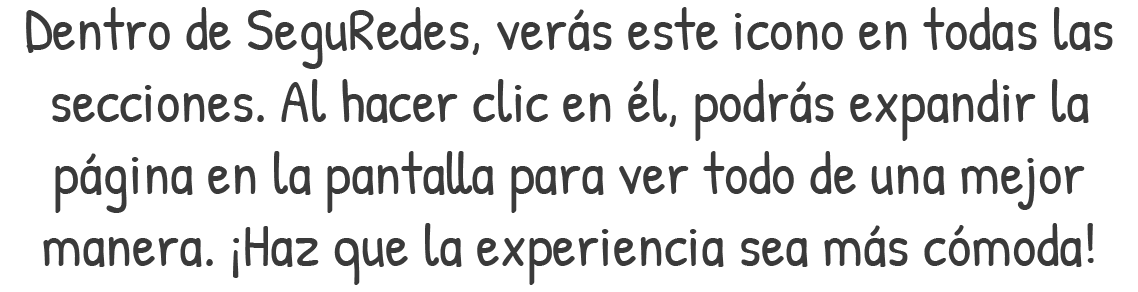 Dentro de SeguRedes, verás este icono en todas las
secciones. Al hacer clic en él, podrás expandir la
página en la pantalla para ver todo de una mejor
manera. ¡Haz que la experiencia sea más cómoda!